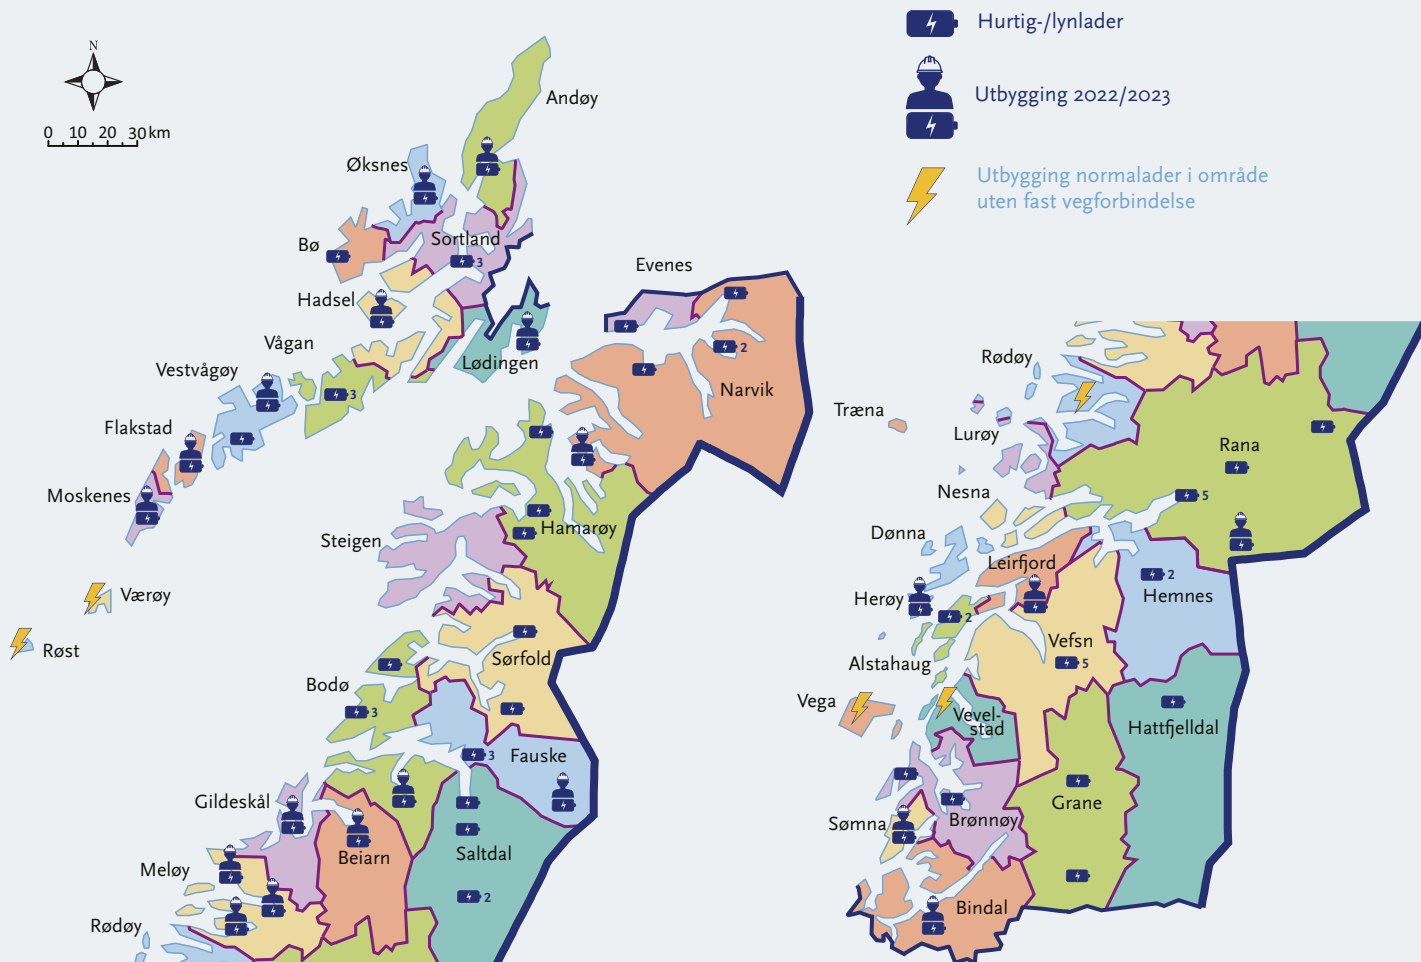 Hurtig-/lynlader
Utbygging 2022/2023
Utbygging normalader i område
uten fast vegforbindelse
N
0 10 20 30 km
Andøy
Øksnes
Sortland
3
Bø
Hadsel
Evenes
Vågan
3
Lødingen
2
Narvik
Vestvågøy
Flakstad
Moskenes
Hamarøy
Steigen
Værøy
Røst
Sørfold
Bodø
3
Fauske
3
Gildeskål
Beiarn
Saltdal
2
Meløy
Rødøy
Rødøy
Træna
Lurøy
Rana
5
Nesna
Dønna
Leirfjord
2
Hemnes
Herøy
2
Vefsn
5
Alstahaug
Vega
Vevel-
stad
Hattfjelldal
Grane
Sømna
Brønnøy
Bindal